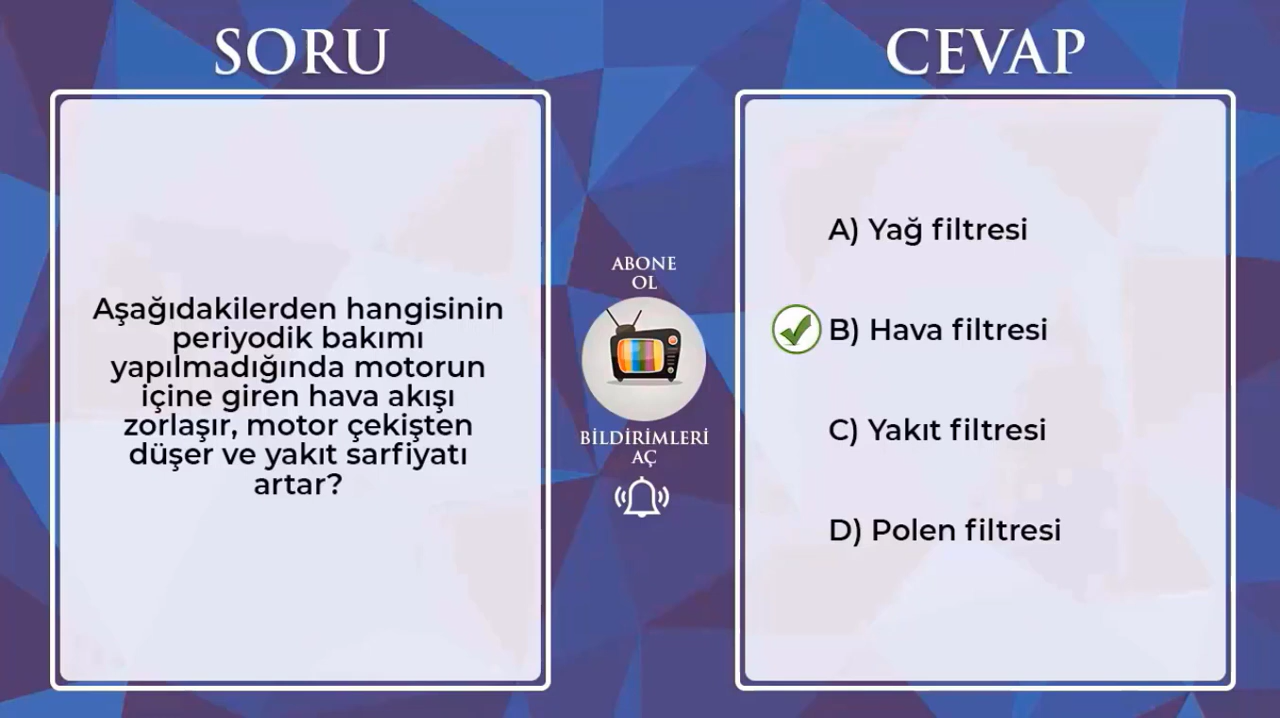 SORU
Aşağıdakilerden hangisinin
periyodik bakımı
yapılmadığında motorun
içine giren hava akışı
zorlaşır, motor çekişten
düşer ve yakıt sarfiyatı
artar?
ABONE
OL
BİLDİRİMLERİ
AÇ
CEVAP
A) Yağ filtresi
B) Hava filtresi
C) Yakıt filtresi
D) Polen filtresi